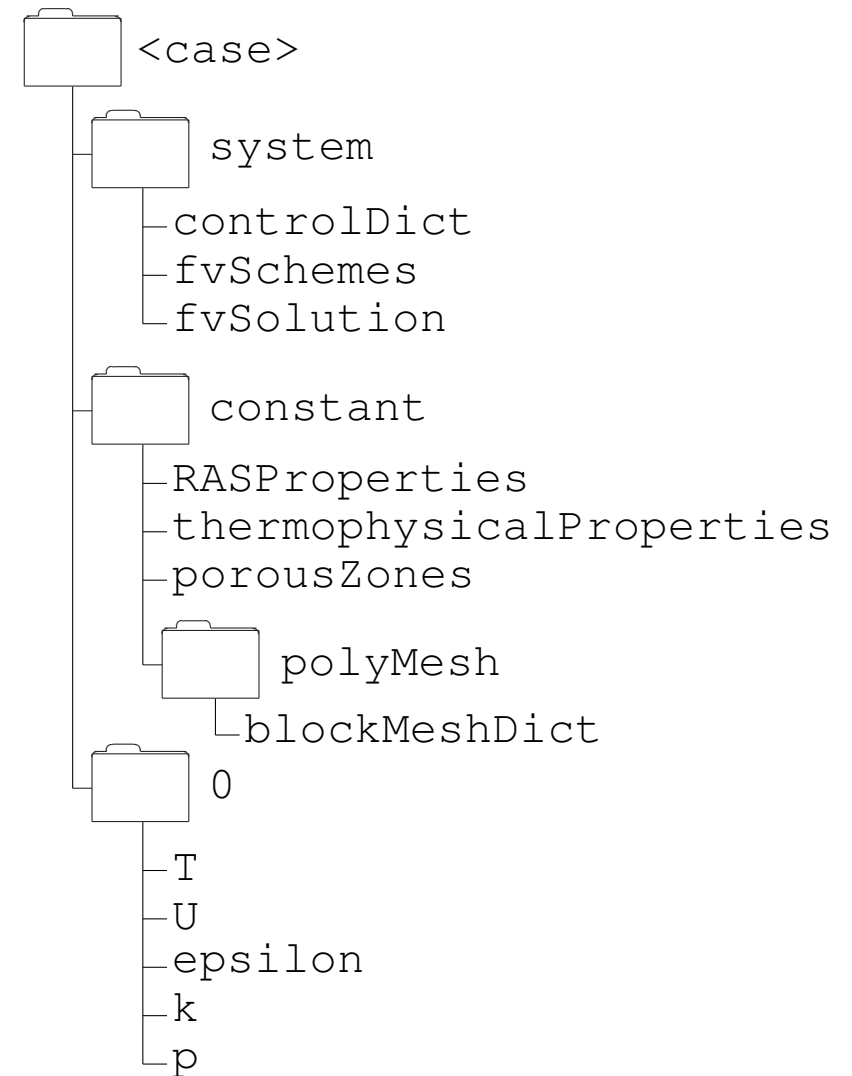 <case>
system
controlDict
fvSchemes
fvSolution
constant
RASProperties
thermophysicalProperties
porousZones
polyMesh
blockMeshDict
0
T
U
epsilon
k
p